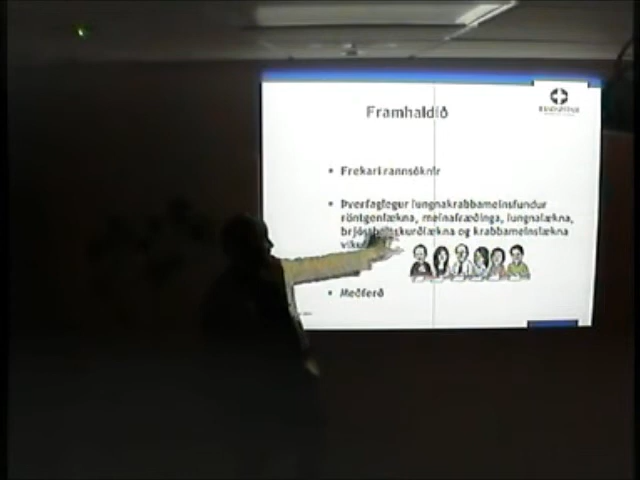 Framhaldið
• Frekari rannsóknir
• Þverfaglegur lungnakrabbameinsfundur
röntgenlækna, meinafræðinga, lungnalækna,
og krabbameinslækna
• Meðferð